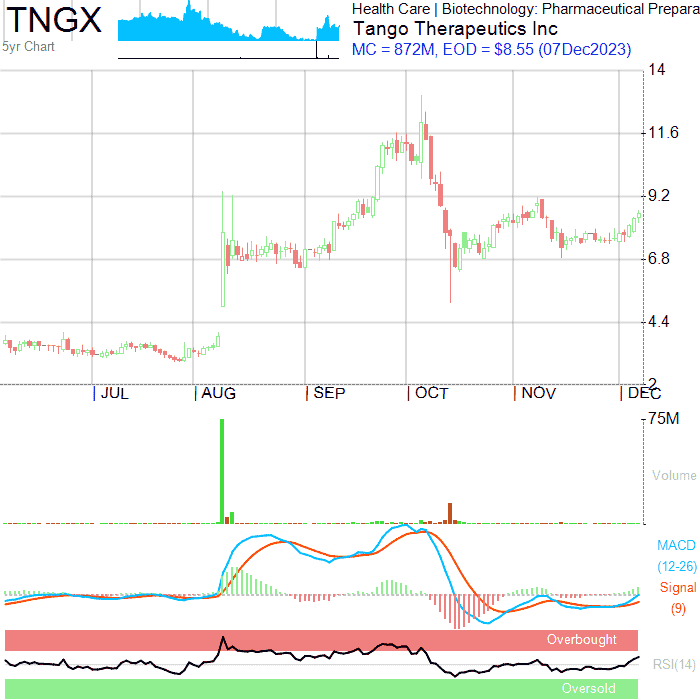 TNGX
5yr Chart
Health Care | Biotechnology: Pharmaceutical Prepara
Tango Therapeutics Inc
MC = 872M, EOD = $8.55 (07Dec2023)
14
11.6
9.2
6.8
4.4
2
JUL
AUG
SEP
OCT
NOV
DEC
75M
Volume
MACD
(12-26)
Signal
(9)
Overbought
RSI(14)
Oversold